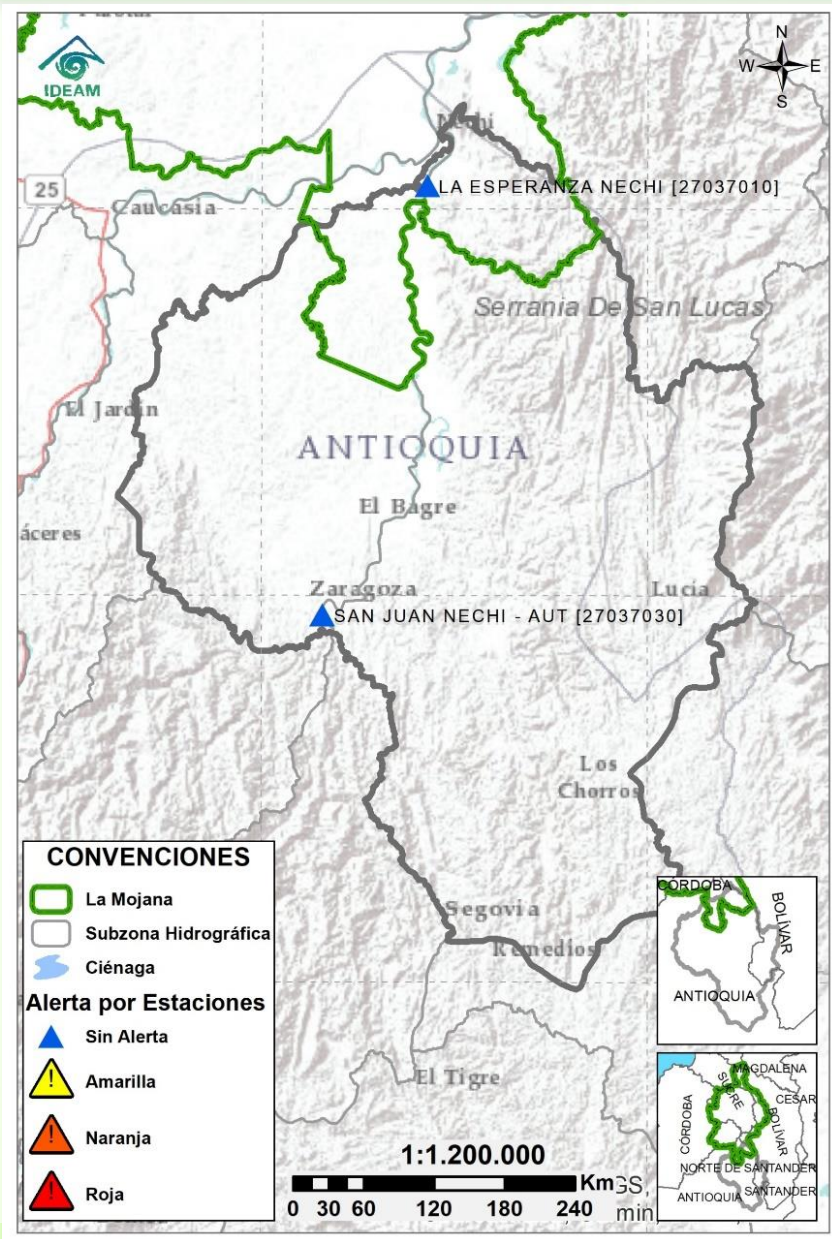 IDEAM
N
W E
S
Nechí
25
LA ESPERANZA NECHI [27037010]
Caucasia
Serrania De San Lucas
El Jardin
ANTIOQUIA
El Bagre
áceres
Zaragoza
Lucia
SAN JUAN NECHI - AUT [27037030]
Los
Chorros
CONVENCIONES
La Mojana
Subzona Hidrográfica
Ciénaga
Alerta por Estaciones
Sin Alerta
Amarilla
Naranja
Roja
Segovia
Remedios
El Tigre
CÓRDOBA
BOLÍVAR
ANTIOQUIA
MAGDALENA
SUCRE
CESAR
CÓRDOBA
BOLÍVAR
NORTE DE SANTANDER
ANTIOQUIA
SANTANDER
1:1.200.000
Km
0 30 60 120 180 240